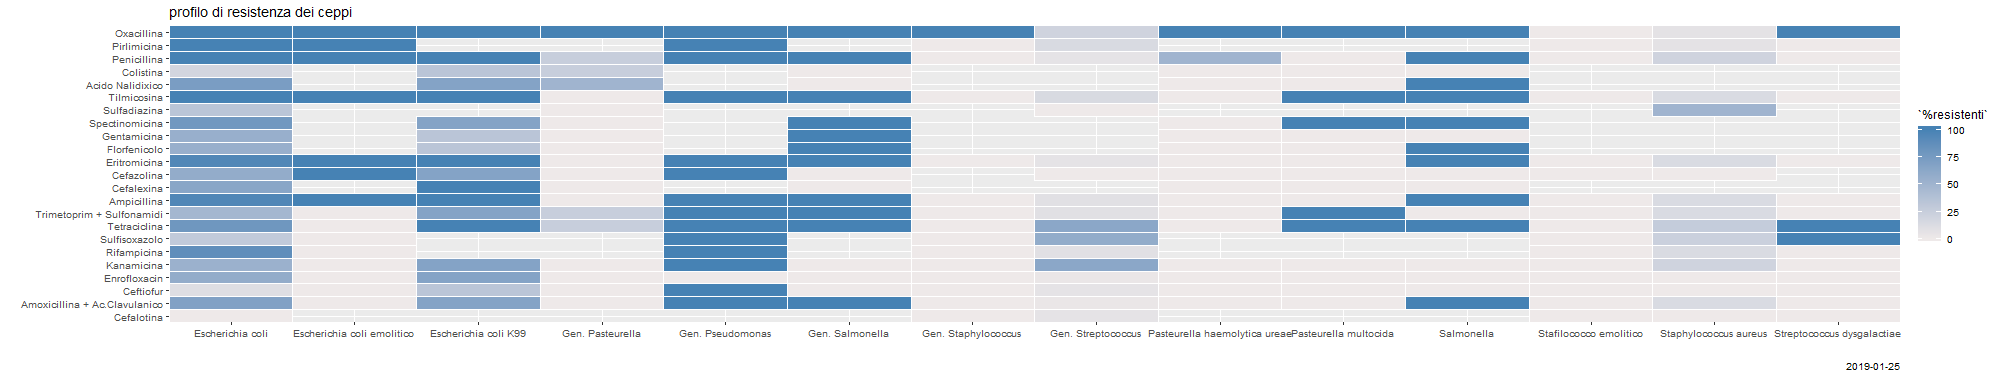 profilo di resistenza dei ceppi
Oxacillina
Pirlimicina
Penicillina
Colistina
Acido Nalidixico
Tilmicosina
Sulfadiazina
Spectinomicina
Gentamicina
Florfenicolo
Eritromicina
Cefazolina
Cefalexina
Ampicillina
Trimetoprim + Sulfonamidi
Tetraciclina
Sulfisoxazolo
Rifampicina
Kanamicina
Enrofloxacin
Ceftiofur
Amoxicillina + Ac.Clavulanico
Cefalotina
Escherichia coli
Escherichia coli emolitico
Escherichia coli K99
Gen. Pasteurella
Gen. Pseudomonas
Gen. Salmonella
Gen. Staphylococcus
Gen. Streptococcus
Pasteurella haemolytica ureae
Pasteurella multocida
Salmonella
Stafilococco emolitico
Staphylococcus aureus
Streptococcus dysgalactiae
`%resistenti`
100
75
50
25
0
2019-01-25